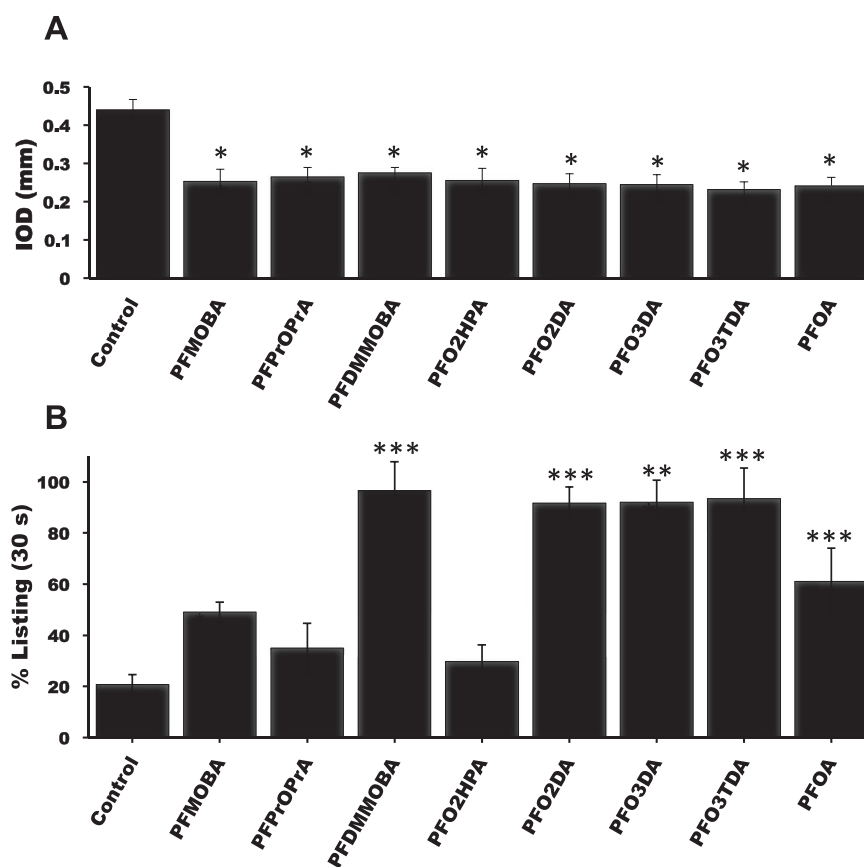 A
IOD (mm)
0.5
0.4
0.3
0.2
0.1
0
* * * * * * * *
Control
PFMOBA
PFPrOPrA
PFDMMOBA
PFO2HPA
PFO2DA
PFO3DA
PFO3TDA
PFOA
B
% Listing (30 s)
100
80
60
40
20
0
*** *** ** *** ***
Control
PFMOBA
PFPrOPrA
PFDMMOBA
PFO2HPA
PFO2DA
PFO3DA
PFO3TDA
PFOA